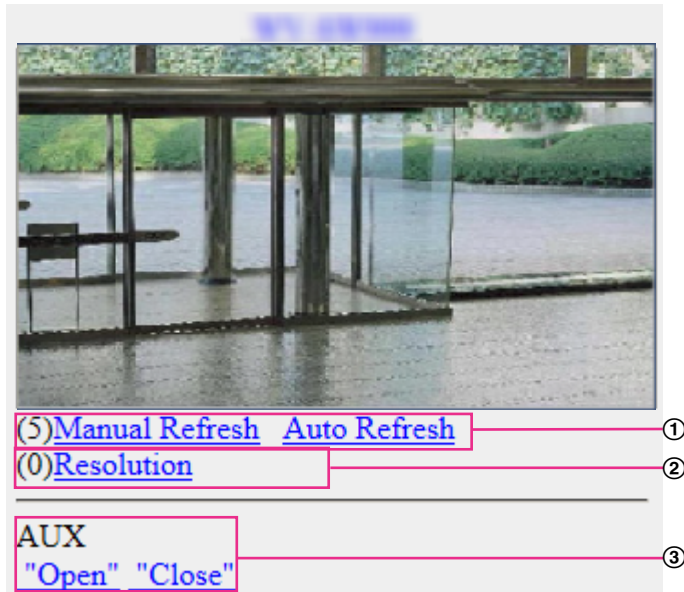 (5)Manual Refresh Auto Refresh ①
(0)Resolution ②
AUX
"Open" "Close" ③